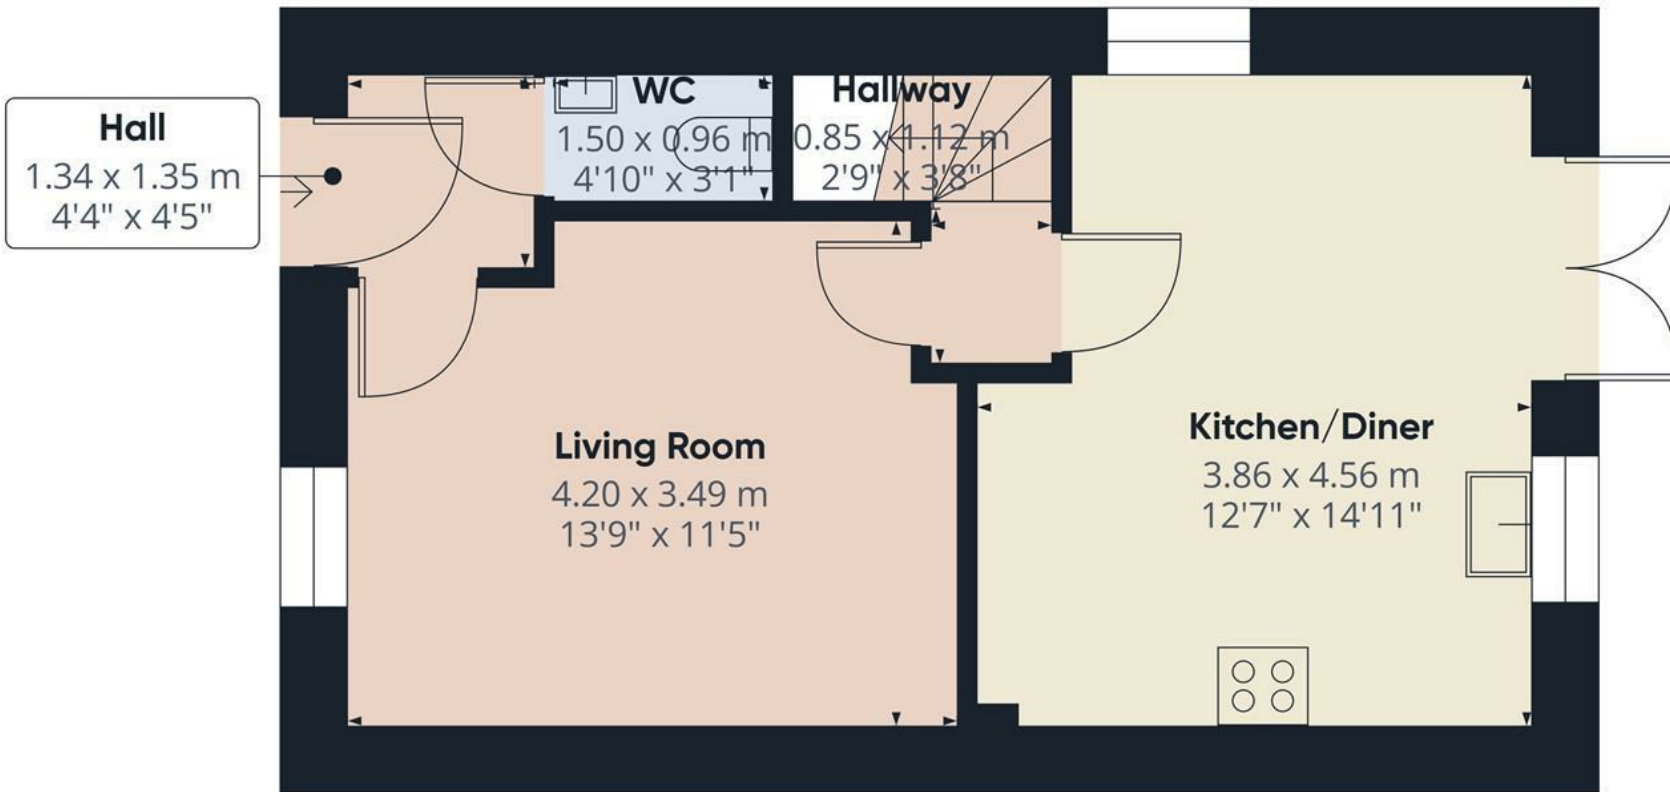 Hall
1.34 x 1.35 m
4'4" x 4'5"
WC
1.50 x 0.96 m
4'10" x 3'1"
Hallway
0.85 x 1.12 m
2'9" x 3'8"
Living Room
4.20 x 3.49 m
13'9" x 11'5"
Kitchen/Diner
3.86 x 4.56 m
12'7" x 14'11"